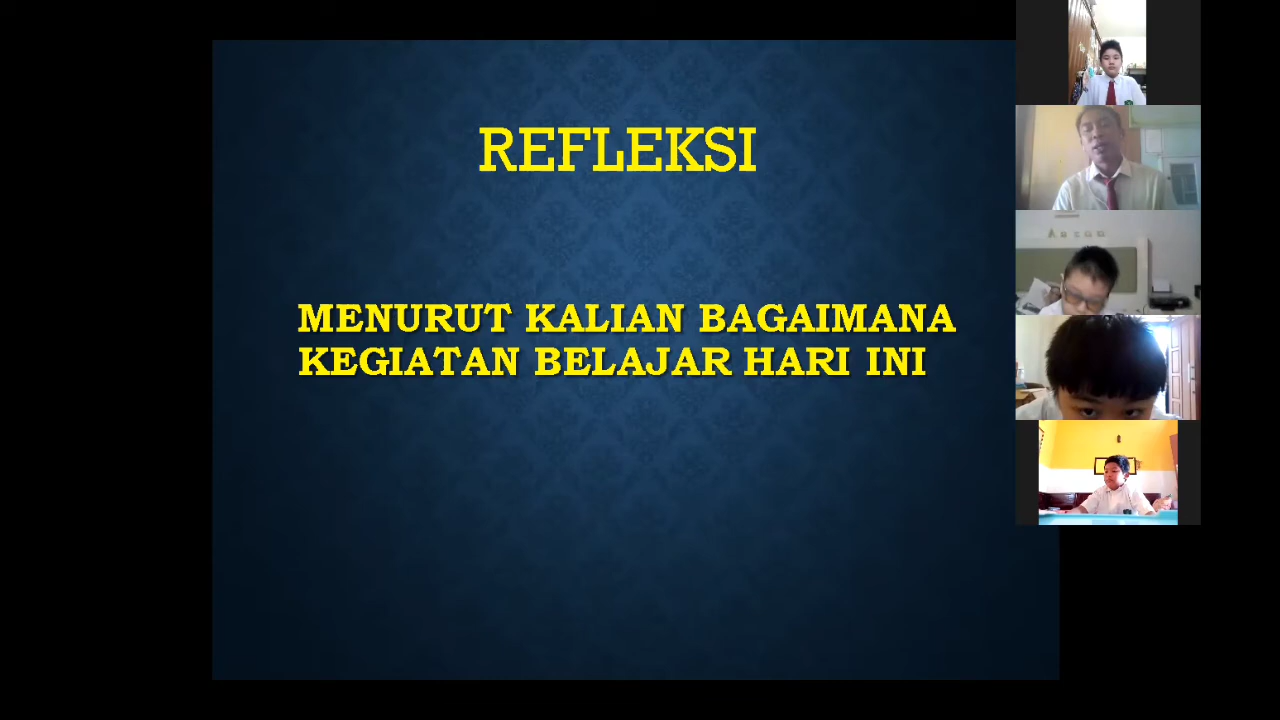 REFLEKSI
MENURUT KALIAN BAGAIMANA
KEGIATAN BELAJAR HARI INI